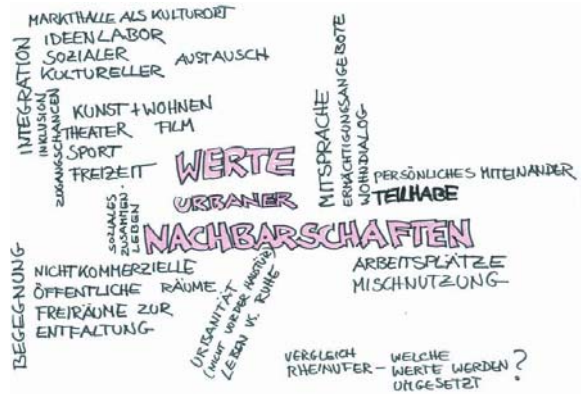 MARKTHALLE ALS KULTURORT
IDEENLABOR
SOZIALER
KULTURELLER AUSTAUSCH
INTEGRATION
INKLUSION
ZUGANGSCHANCEN
KUNST + WOHNEN
THEATER FILM
SPORT
FREIZEIT
SOZIALES
ZUSAMMEN-
LEBEN
WERTE
URBANER
NACHBARSCHAFTEN
MITSPRACHE
ERMÄCHTIGUNGSANGEBOTE
WOHNDIALOG
PERSÖNLICHES MITEINANDER
TEILHABE
BEGEGNUNG
NICHTKOMMERZIELLE
ÖFFENTLICHE RÄUME
FREIRÄUME ZUR
ENTFALTUNG
URBANITÄT
(NICHT VOR DER HAUSTÜR)
LEBEN VS. RUHE
ARBEITSPLÄTZE
MISCHNUTZUNG
VERGLEICH
RHEINUFER – WELCHE
WERTE WERDEN
UMGESETZT ?